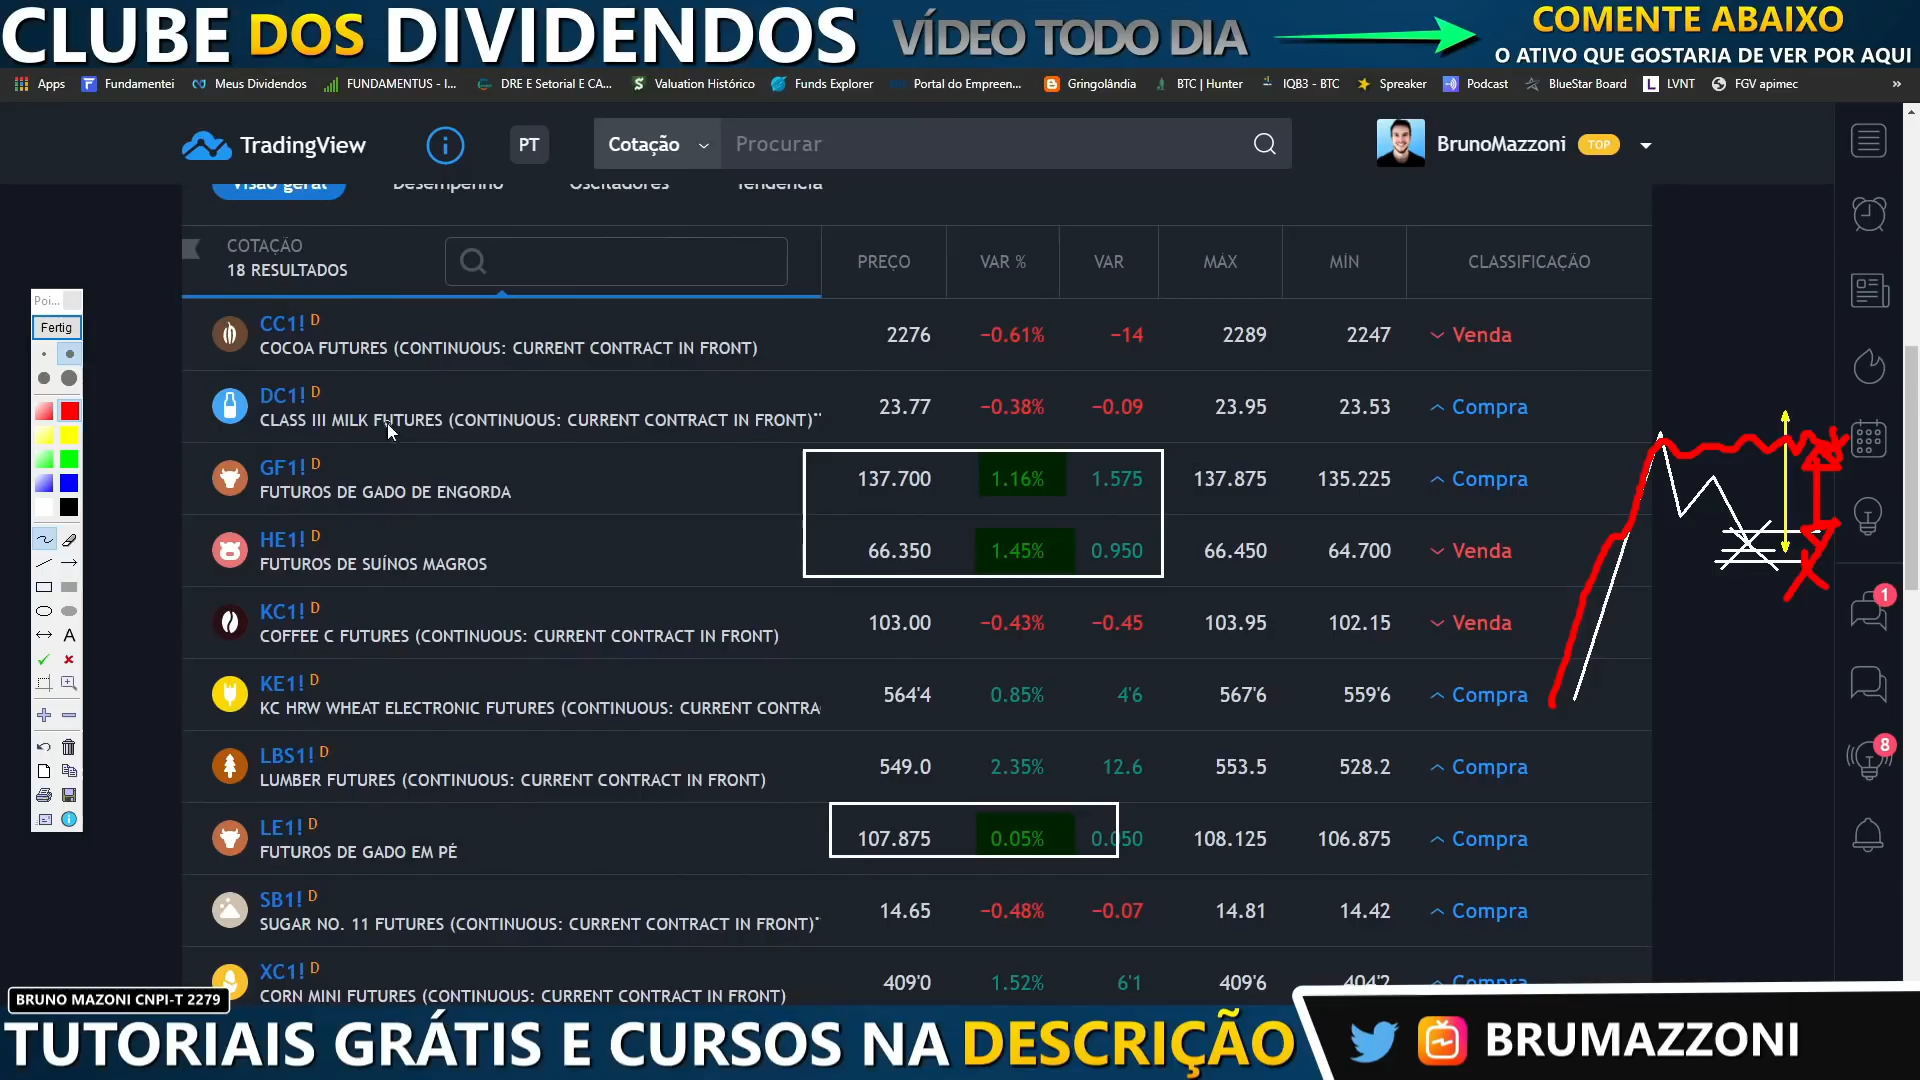 CLUBE DOS DIVIDENDOS VÍDEO TODO DIA COMENTE ABAIXO
O ATIVO QUE GOSTARIA DE VER POR AQUI
Apps Fundamentei Meus Dividendos FUNDAMENTUS - I... DRE E Setorial E CA... Valuation Histórico Funds Explorer Portal do Empreen... Gringolândia BTC | Hunter IQB3 - BTC Spreaker Podcast BlueStar Board LVNT FGV apimec »
TradingView PT Cotação Procurar BrunoMazzoni TOP
Visão geral Desempenho Osciladores Tendência
COTAÇÃO
18 RESULTADOS
PREÇO VAR % VAR MÁX MÍN CLASSIFICAÇÃO
Poi...
Fertig
CC1! D
COCOA FUTURES (CONTINUOUS: CURRENT CONTRACT IN FRONT)
2276 −0.61% −14 2289 2247 Venda
DC1! D
CLASS III MILK FUTURES (CONTINUOUS: CURRENT CONTRACT IN FRONT)
23.77 −0.38% −0.09 23.95 23.53 Compra
GF1! D
FUTUROS DE GADO DE ENGORDA
137.700 1.16% 1.575 137.875 135.225 Compra
HE1! D
FUTUROS DE SUÍNOS MAGROS
66.350 1.45% 0.950 66.450 64.700 Venda
KC1! D
COFFEE C FUTURES (CONTINUOUS: CURRENT CONTRACT IN FRONT)
103.00 −0.43% −0.45 103.95 102.15 Venda
KE1! D
KC HRW WHEAT ELECTRONIC FUTURES (CONTINUOUS: CURRENT CONTRA
564'4 0.85% 4'6 567'6 559'6 Compra
LBS1! D
LUMBER FUTURES (CONTINUOUS: CURRENT CONTRACT IN FRONT)
549.0 2.35% 12.6 553.5 528.2 Compra
LE1! D
FUTUROS DE GADO EM PÉ
107.875 0.05% 0.050 108.125 106.875 Compra
SB1! D
SUGAR NO. 11 FUTURES (CONTINUOUS: CURRENT CONTRACT IN FRONT)
14.65 −0.48% −0.07 14.81 14.42 Compra
XC1! D
CORN MINI FUTURES (CONTINUOUS: CURRENT CONTRACT IN FRONT)
409'0 1.52% 6'1 409'6 404'2 Compra
A
1
8
BRUNO MAZONI CNPI-T 2279
TUTORIAIS GRÁTIS E CURSOS NA DESCRIÇÃO BRUMAZZONI